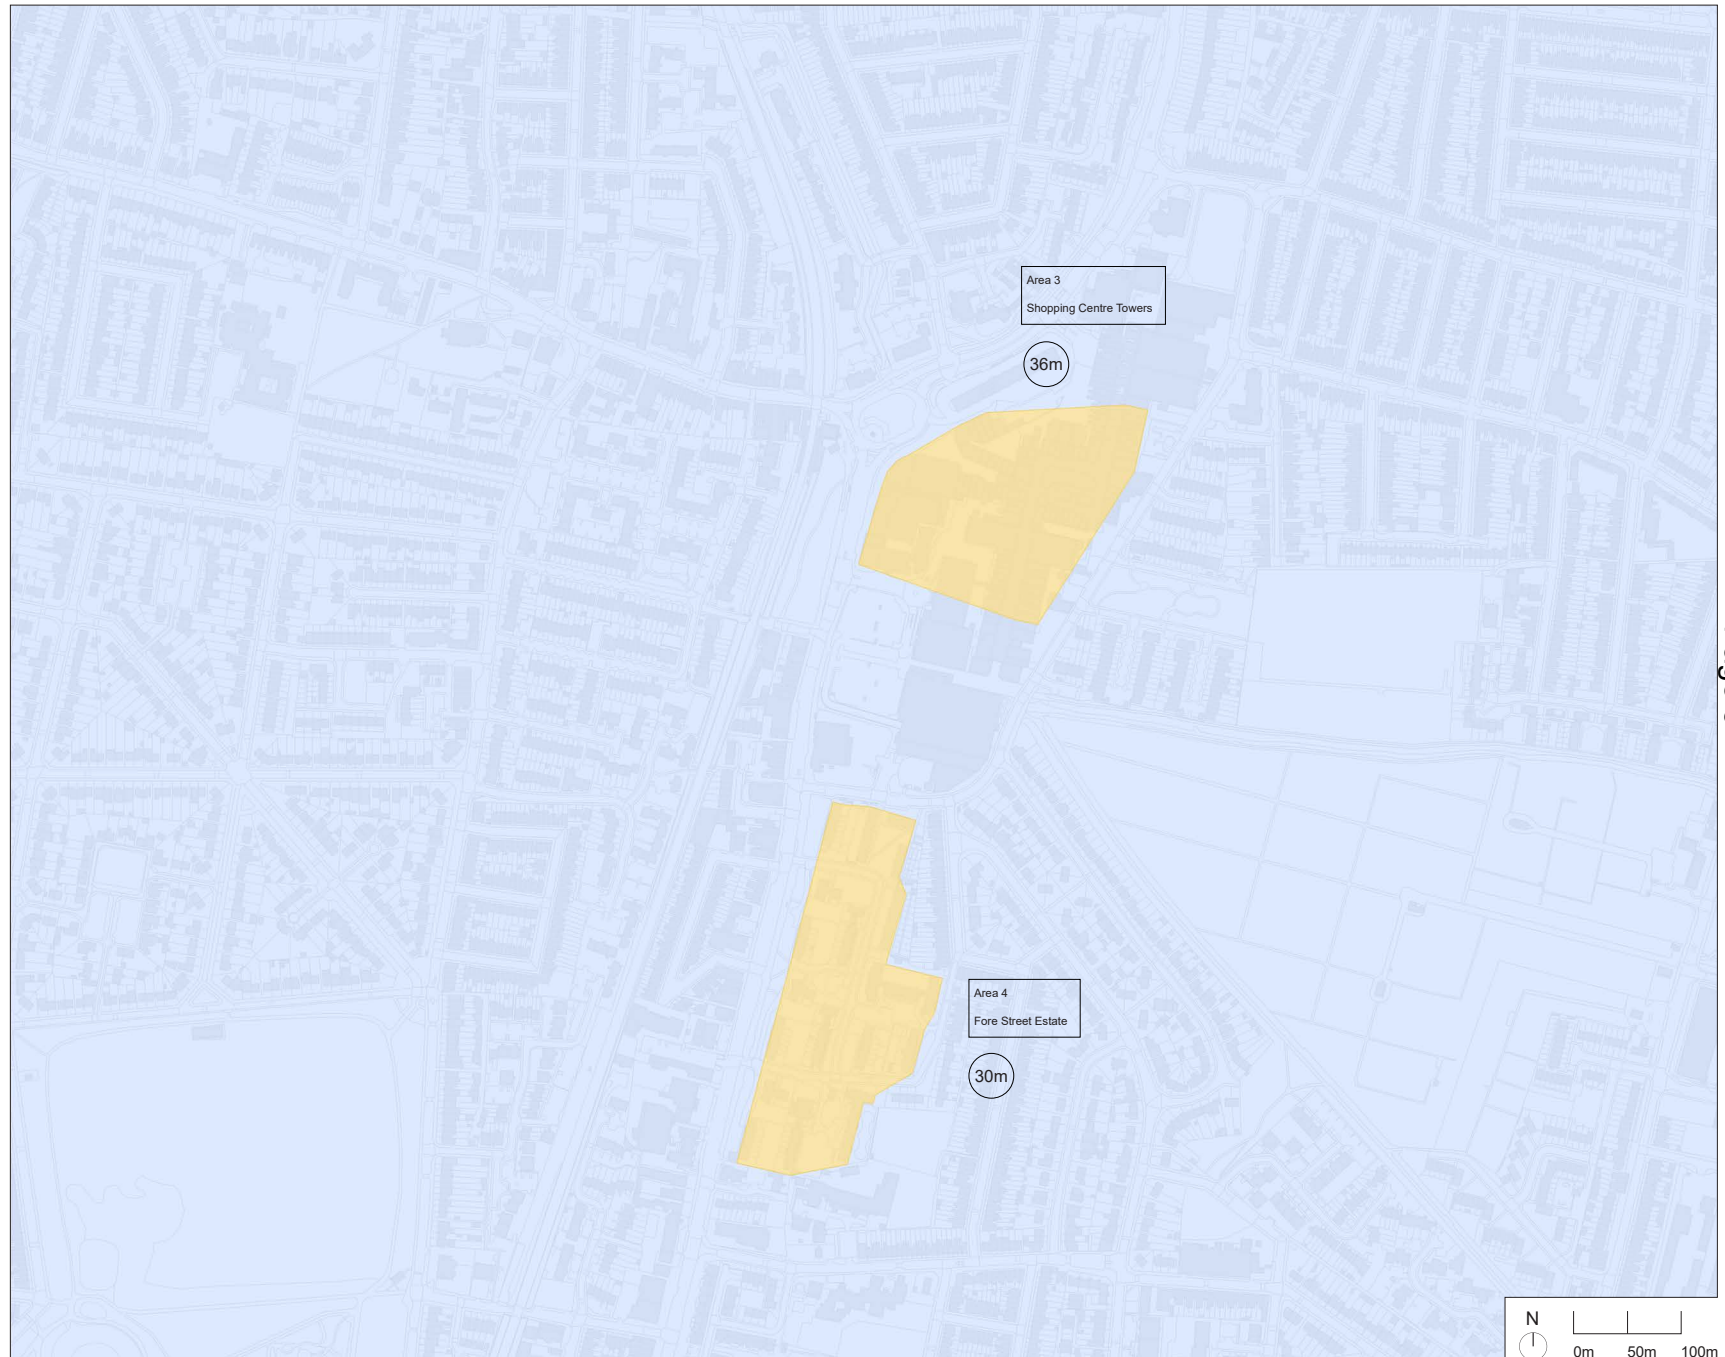 Area 3
Shopping Centre Towers
36m
Area 4
Fore Street Estate
30m
N
0m 50m 100m